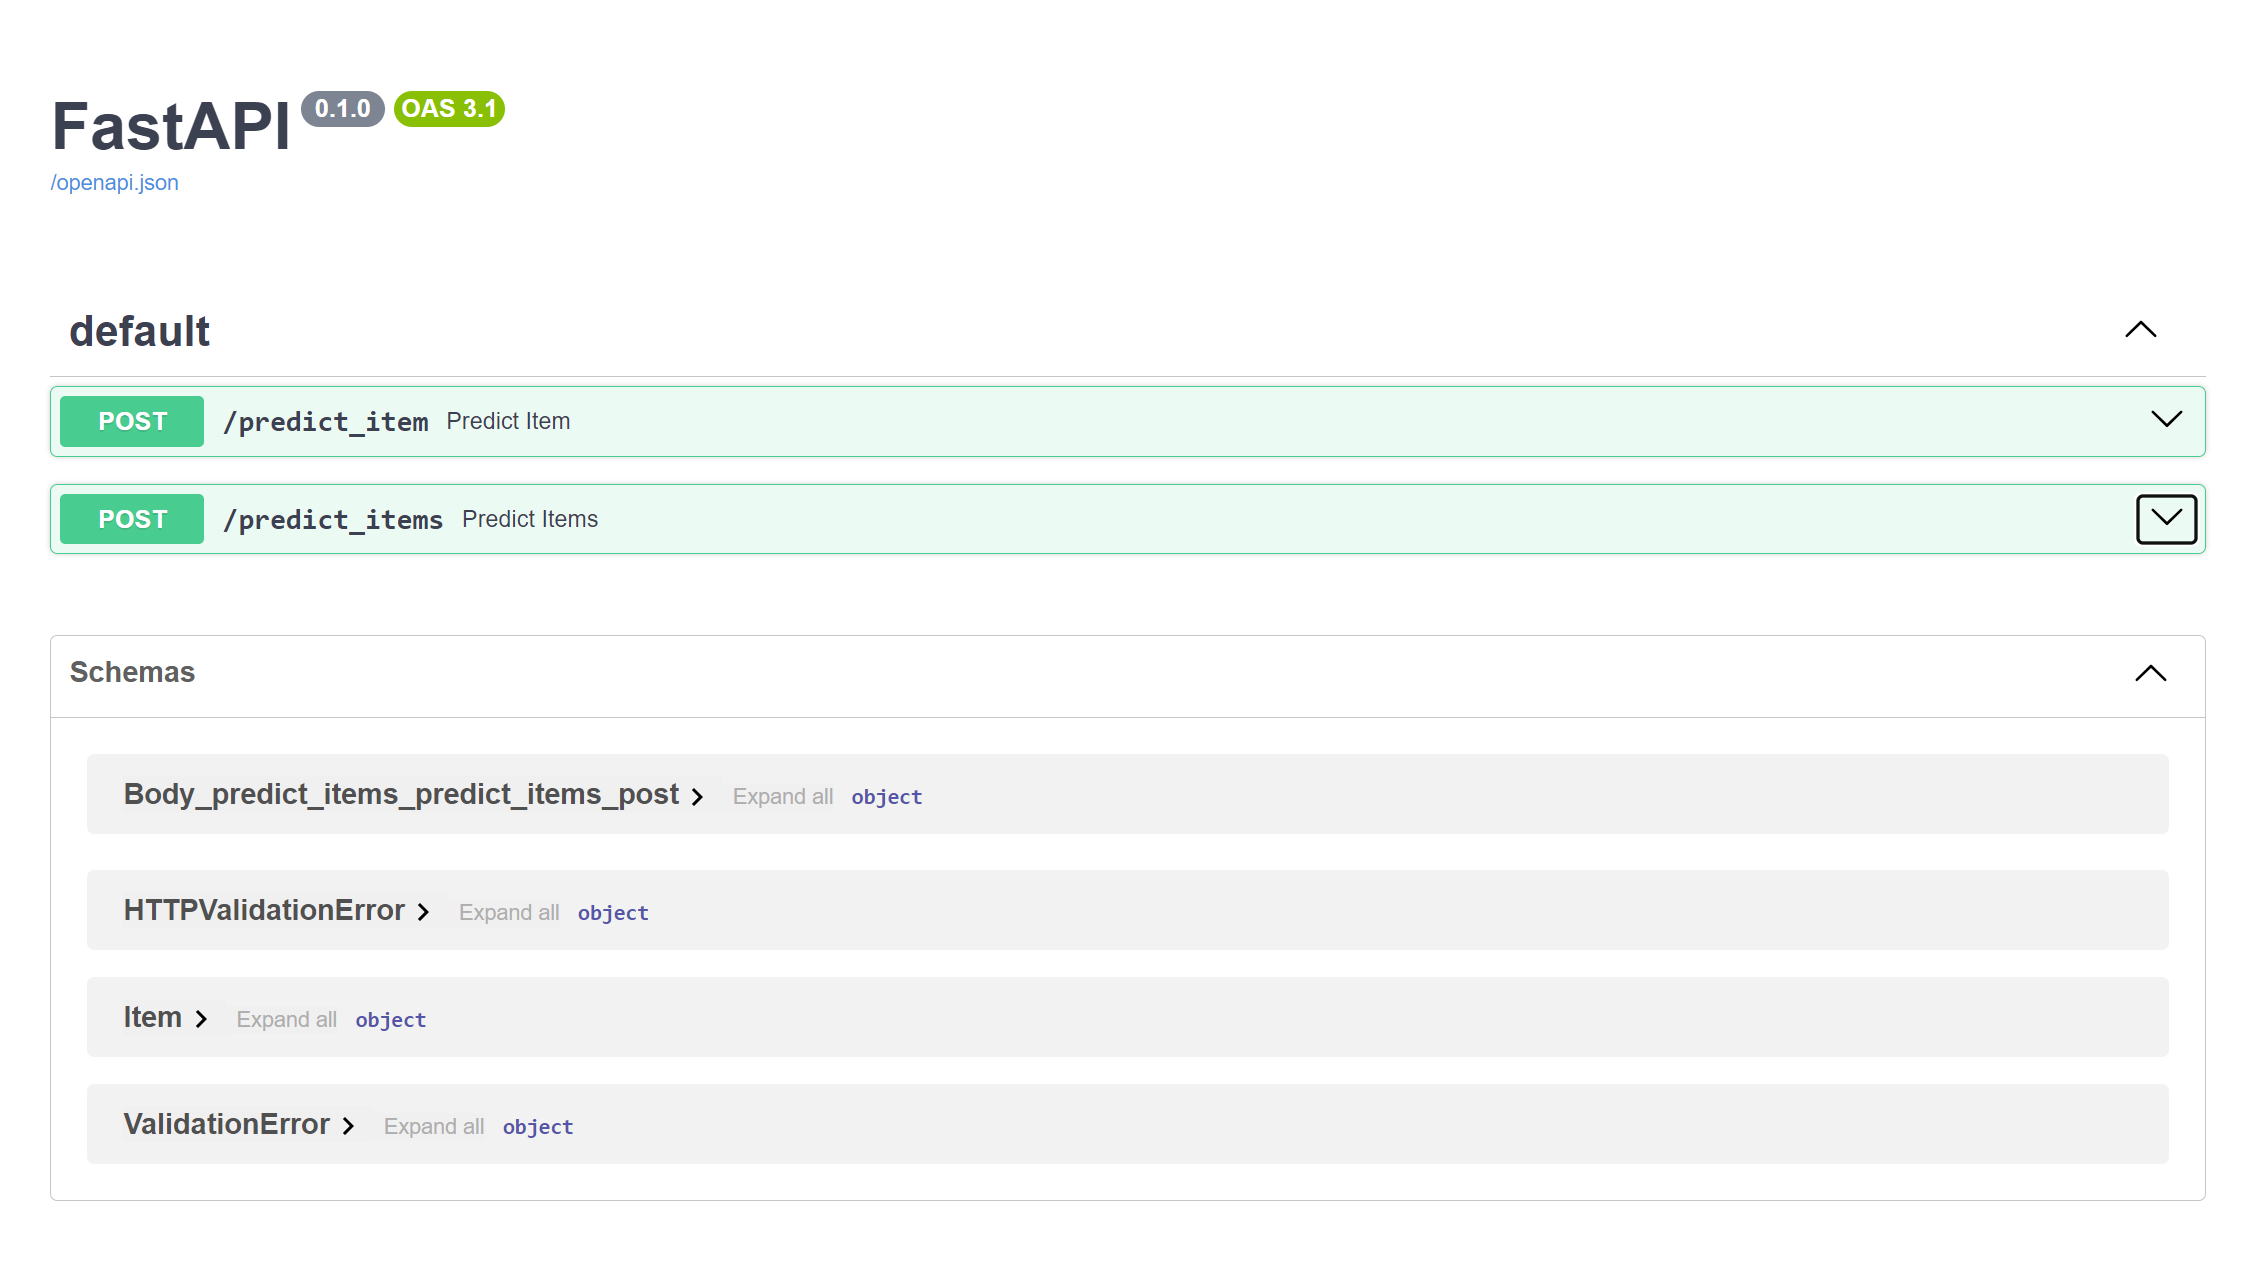 FastAPI 0.1.0 OAS 3.1
/openapi.json
default
POST /predict_item Predict Item
POST /predict_items Predict Items
Schemas
Body_predict_items_predict_items_post Expand all object
HTTPValidationError Expand all object
Item Expand all object
ValidationError Expand all object